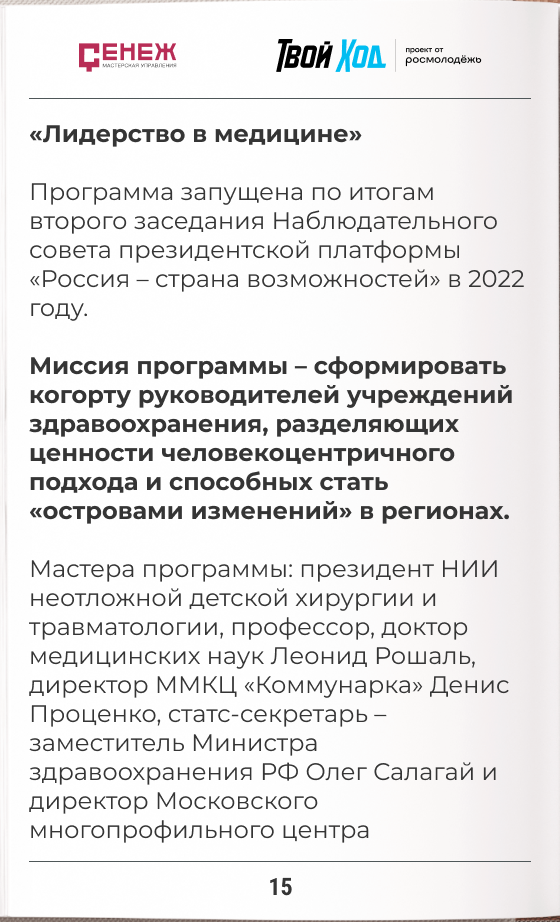 СЕНЕЖ
МАСТЕРСКАЯ УПРАВЛЕНИЯ
ТВОЙ ХОД
проект от
росмолодёжь
«Лидерство в медицине»
Программа запущена по итогам
второго заседания Наблюдательного
совета президентской платформы
«Россия – страна возможностей» в 2022
году.
Миссия программы – сформировать
когорту руководителей учреждений
здравоохранения, разделяющих
ценности человекоцентричного
подхода и способных стать
«островами изменений» в регионах.
Мастера программы: президент НИИ
неотложной детской хирургии и
травматологии, профессор, доктор
медицинских наук Леонид Рошаль,
директор ММКЦ «Коммунарка» Денис
Проценко, статс-секретарь –
заместитель Министра
здравоохранения РФ Олег Салагай и
директор Московского
многопрофильного центра
15